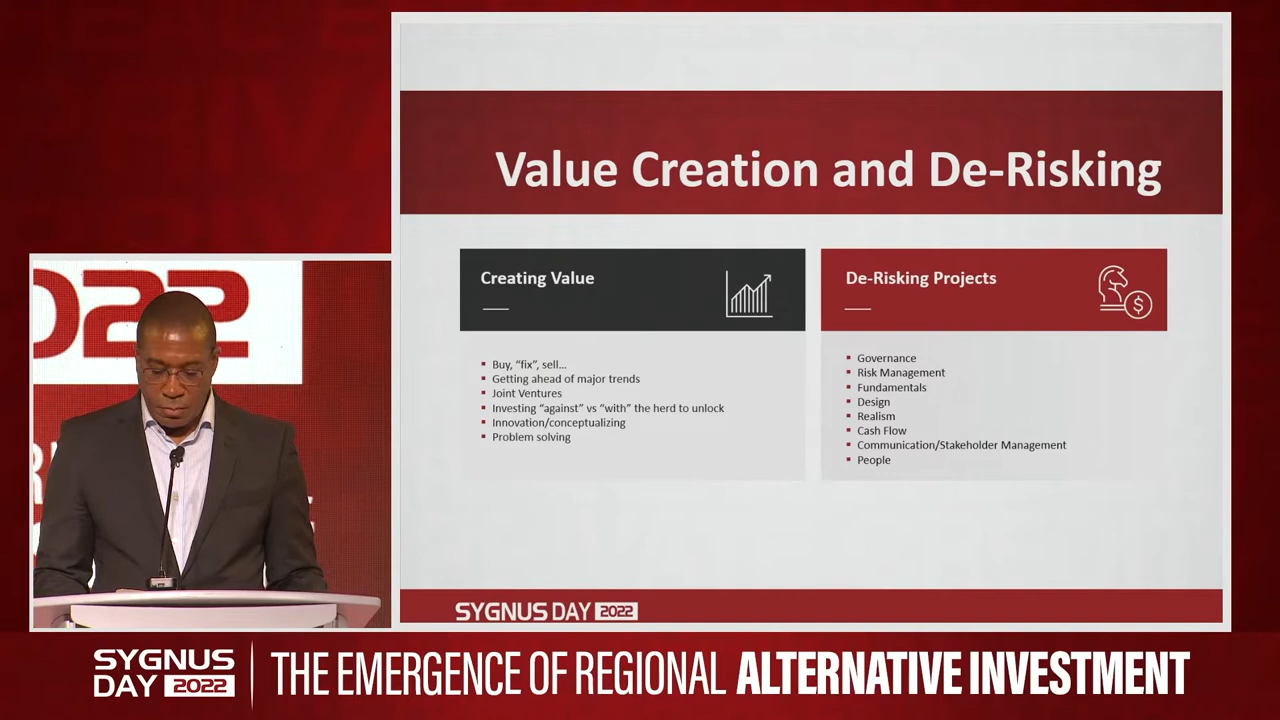 Value Creation and De-Risking
Creating Value
Buy, “fix”, sell...
Getting ahead of major trends
Joint Ventures
Investing “against” vs “with” the herd to unlock
Innovation/conceptualizing
Problem solving
De-Risking Projects
$
Governance
Risk Management
Fundamentals
Design
Realism
Cash Flow
Communication/Stakeholder Management
People
SYGNUS DAY 2022
022
SYGNUS
DAY 2022
THE EMERGENCE OF REGIONAL ALTERNATIVE INVESTMENT